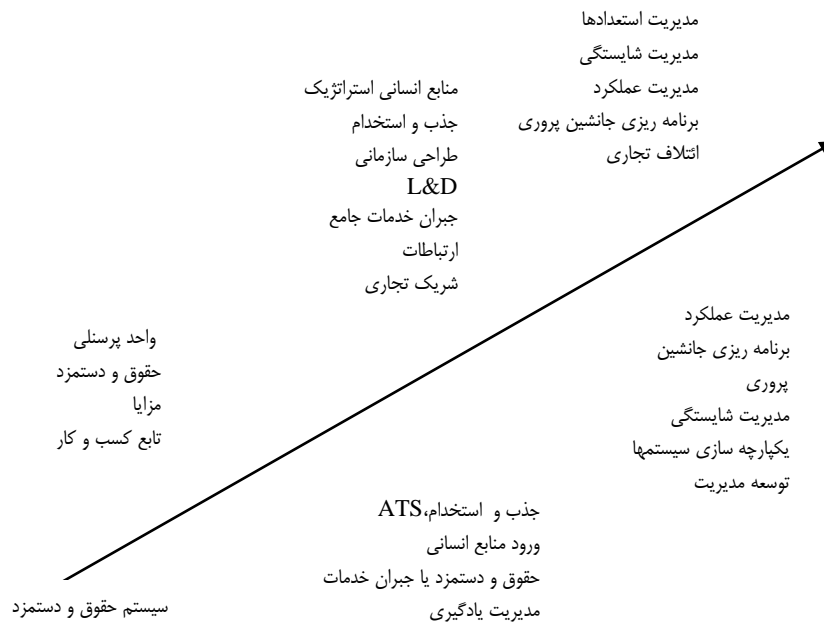 مدیریت استعدادها
مدیریت شایستگی
مدیریت عملکرد
برنامه ریزی جانشین پروری
ائتلاف تجاری
منابع انسانی استراتژیک
جذب و استخدام
طراحی سازمانی
L&D
جبران خدمات جامع
ارتباطات
شریک تجاری
واحد پرسنلی
حقوق و دستمزد
مزایا
تابع کسب و کار
مدیریت عملکرد
برنامه ریزی جانشین
پروری
مدیریت شایستگی
یکپارچه سازی سیستمها
توسعه مدیریت
جذب و استخدام،ATS
ورود منابع انسانی
حقوق و دستمزد یا جبران خدمات
مدیریت یادگیری
سیستم حقوق و دستمزد